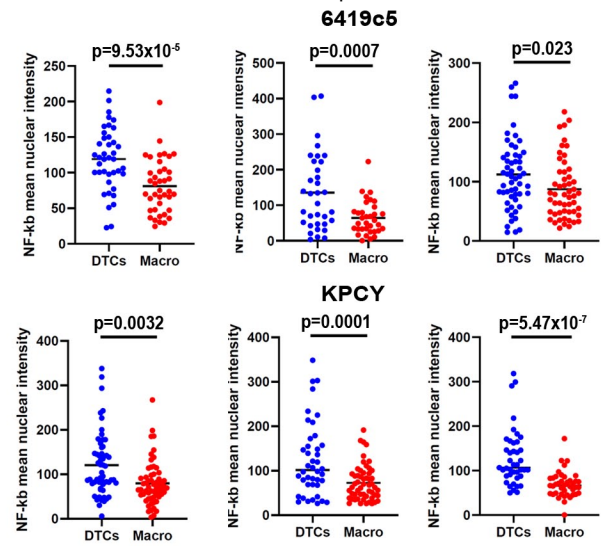 6419c5
p=9.53x10-5
NF-kb mean nuclear intensity
250
200
150
100
50
0
DTCs Macro
p=0.0007
NF-kb mean nuclear intensity
500
400
300
200
100
0
DTCs Macro
p=0.023
NF-kb mean nuclear intensity
300
200
100
0
DTCs Macro
KPCY
p=0.0032
NF-kb mean nuclear intensity
400
300
200
100
0
DTCs Macro
p=0.0001
NF-kb mean nuclear intensity
400
300
200
100
0
DTCs Macro
p=5.47x10-7
NF-kb mean nuclear intensity
400
300
200
100
0
DTCs Macro